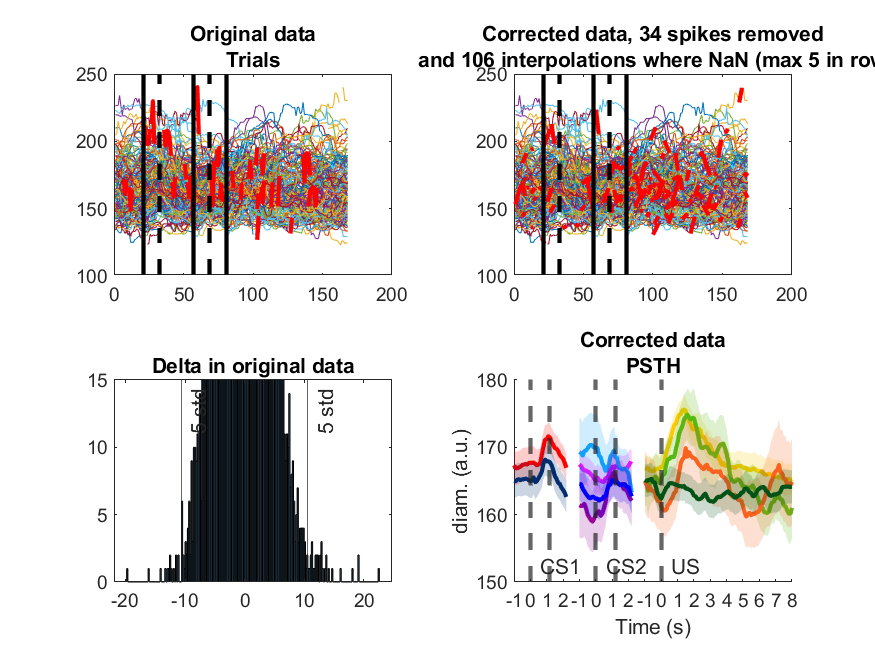 Original data
Trials
250
200
150
100
0
50
100
150
200
Corrected data, 34 spikes removed
and 106 interpolations where NaN (max 5 in row
250
200
150
100
0
50
100
150
200
Delta in original data
15
10
5
0
-20
-10
0
10
20
5 std
5 std
Corrected data
PSTH
180
170
160
150
diam. (a.u.)
CS1
CS2
US
-1 0 1 2 -1 0 1 2 -1 0 1 2 3 4 5 6 7 8
Time (s)